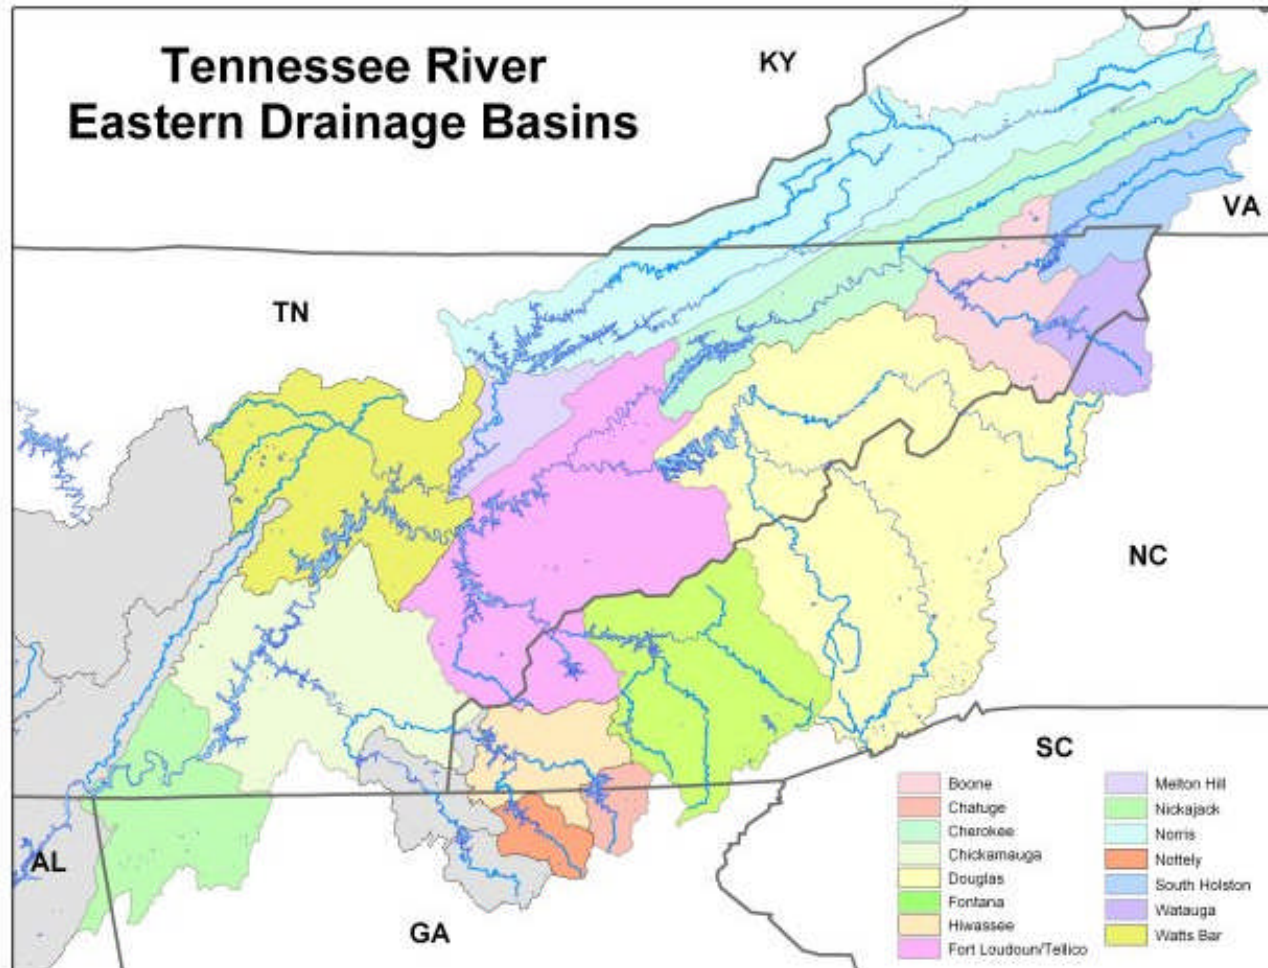 Tennessee River
Eastern Drainage Basins
KY
VA
TN
NC
SC
AL
GA
Boone
Chatuge
Cherokee
Chickamauga
Douglas
Fontana
Hiwassee
Fort Loudoun/Tellico
Melton Hill
Nickajack
Norris
Nottely
South Holston
Watauga
Watts Bar